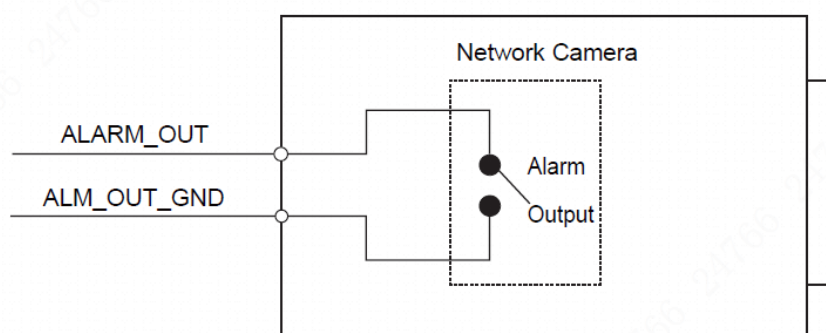 Network Camera
ALARM_OUT
Alarm
ALM_OUT_GND
Output